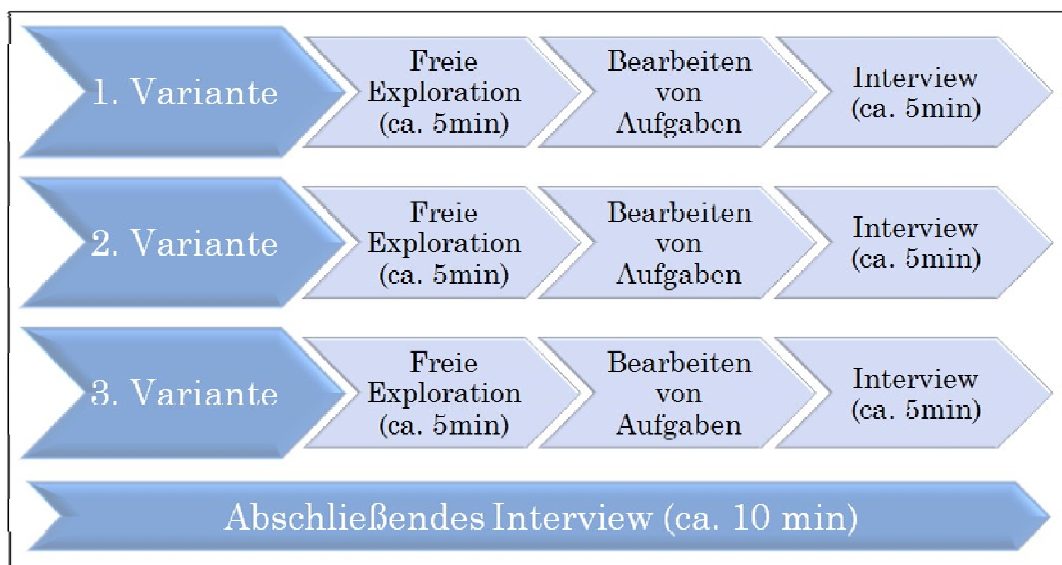 1. Variante
Freie
Exploration
(ca. 5min)
Bearbeiten
von
Aufgaben
Interview
(ca. 5min)
2. Variante
Freie
Exploration
(ca. 5min)
Bearbeiten
von
Aufgaben
Interview
(ca. 5min)
3. Variante
Freie
Exploration
(ca. 5min)
Bearbeiten
von
Aufgaben
Interview
(ca. 5min)
Abschließendes Interview (ca. 10 min)